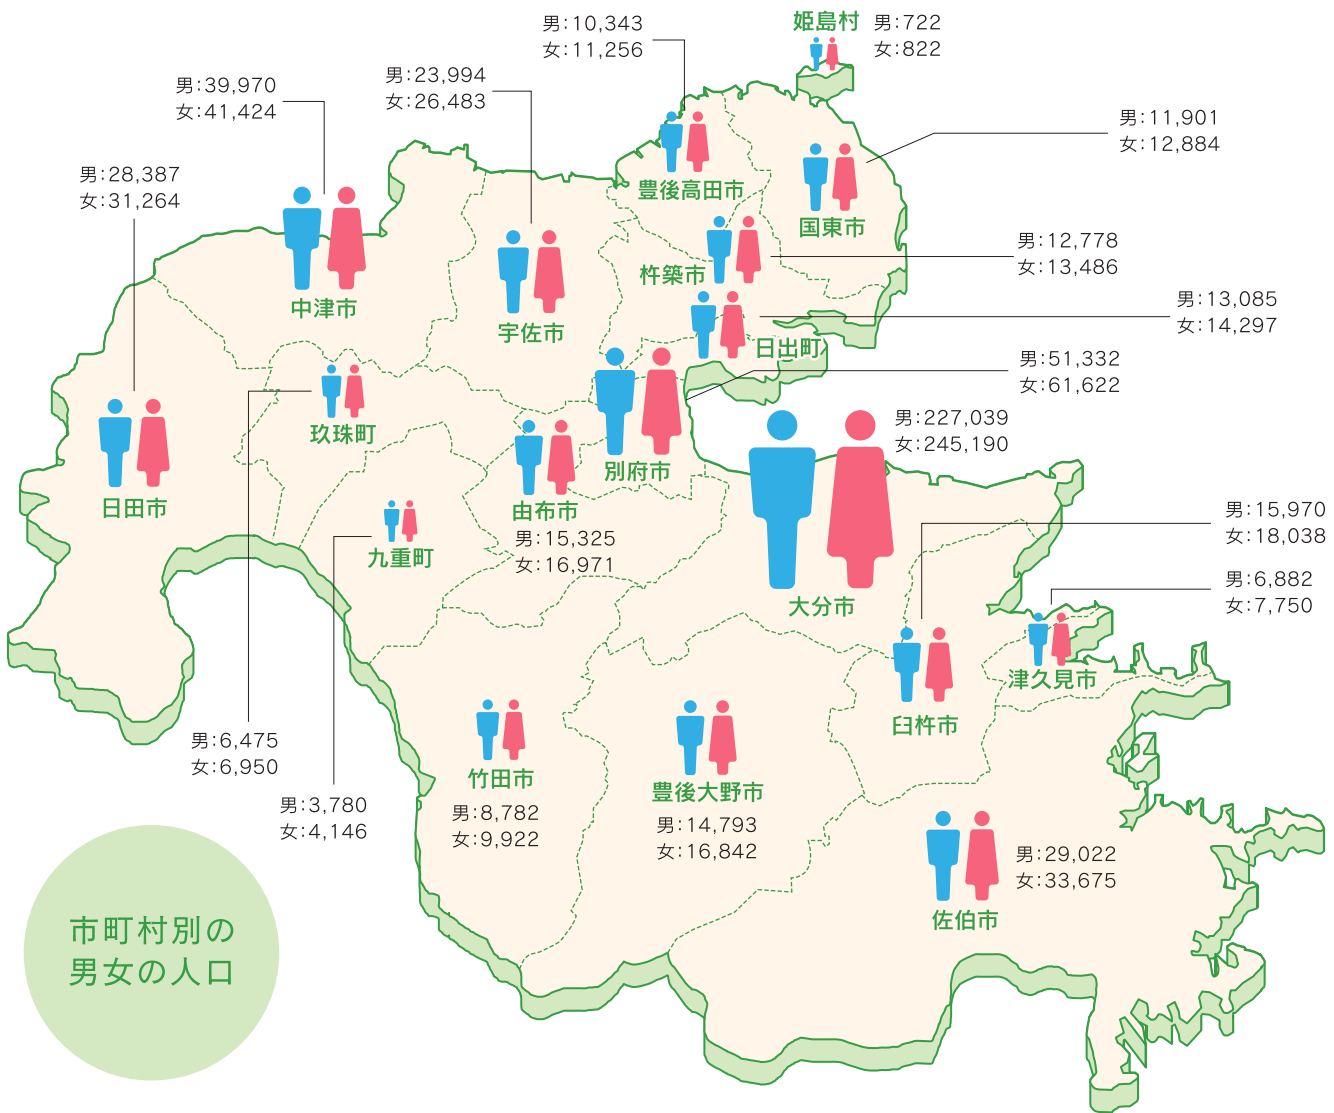 男:10,343
女:11,256
姫島村
男:722
女:822
男:39,970
女:41,424
男:23,994
女:26,483
男:11,901
女:12,884
男:28,387
女:31,264
豊後高田市
国東市
男:12,778
女:13,486
杵築市
中津市
宇佐市
男:13,085
女:14,297
日出町
男:51,332
女:61,622
男:227,039
女:245,190
玖珠町
別府市
日田市
由布市
男:15,325
女:16,971
九重町
男:15,970
女:18,038
男:6,882
女:7,750
大分市
津久見市
臼杵市
男:6,475
女:6,950
竹田市
男:8,782
女:9,922
豊後大野市
男:14,793
女:16,842
男:3,780
女:4,146
男:29,022
女:33,675
佐伯市
市町村別の
男女の人口